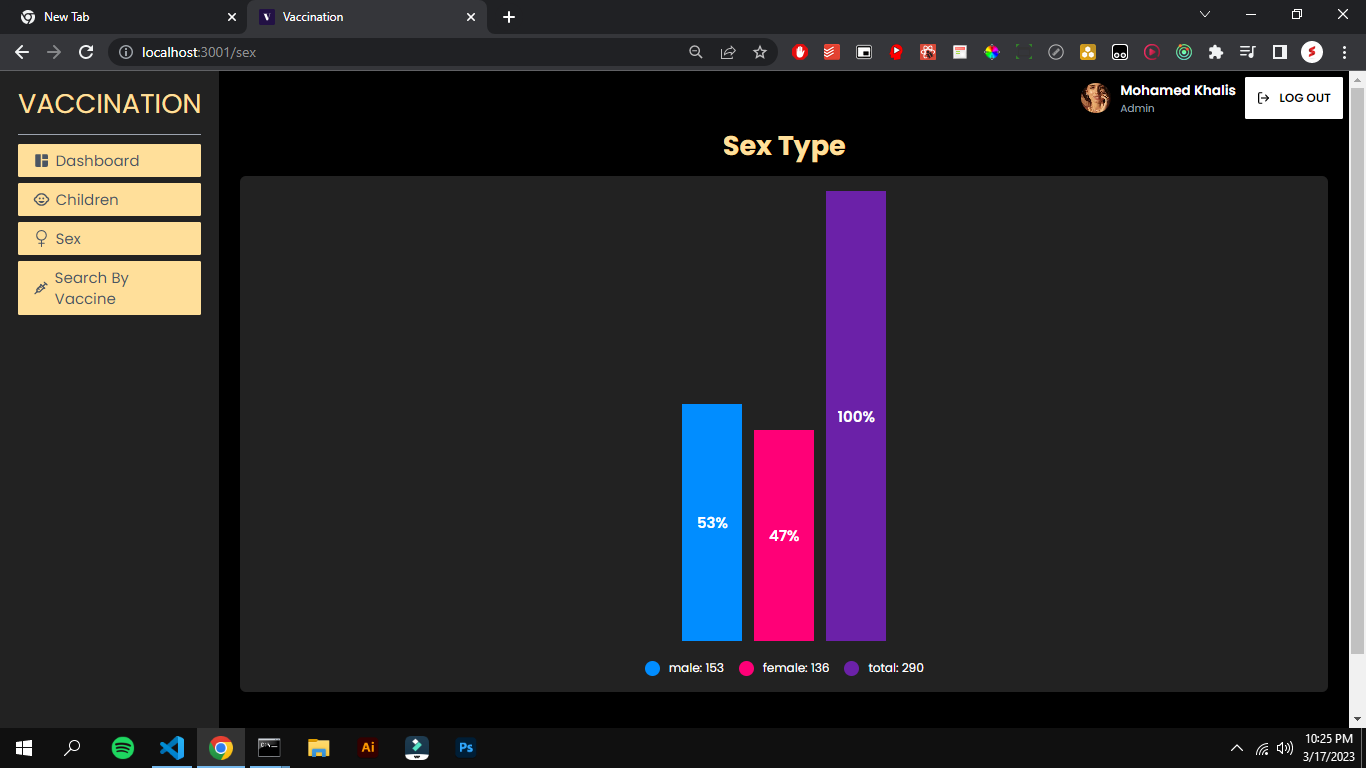 New Tab
Vaccination
localhost:3001/sex
VACCINATION
Mohamed Khalis
Admin
LOG OUT
Dashboard
Children
Sex
Search By
Vaccine
Sex Type
100%
53%
47%
male: 153
female: 136
total: 290
Ai
Ps
10:25 PM
3/17/2023